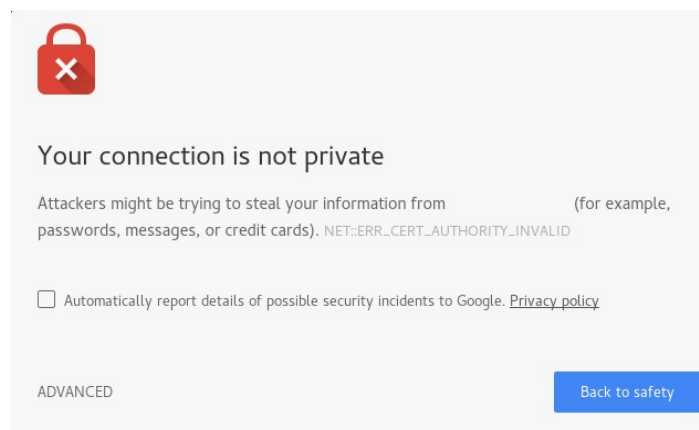 Your connection is not private
Attackers might be trying to steal your information from (for example,
passwords, messages, or credit cards). NET::ERR_CERT_AUTHORITY_INVALID
Automatically report details of possible security incidents to Google. Privacy policy
ADVANCED
Back to safety